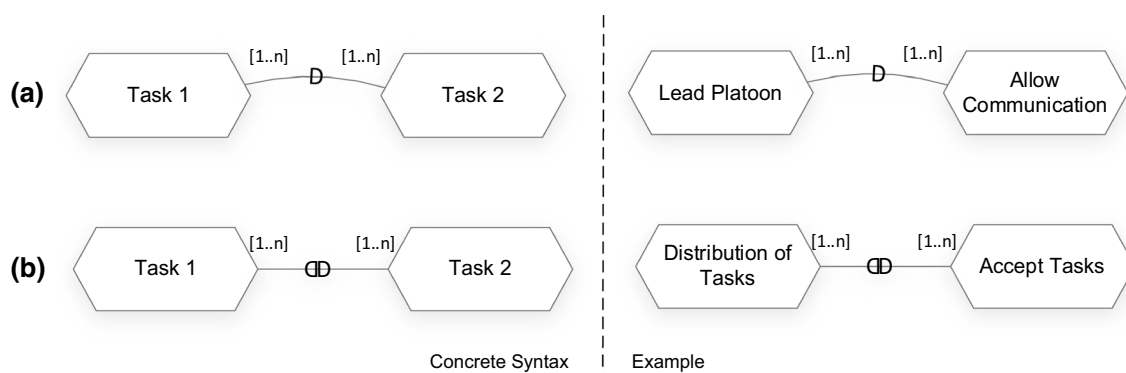 [1..n] [1..n] [1..n] [1..n]
(a) Task 1 D Task 2 Lead Platoon D Allow
Communication
[1..n] [1..n] [1..n] [1..n]
(b) Task 1 D Task 2 Distribution of
Tasks D Accept Tasks
Concrete Syntax Example